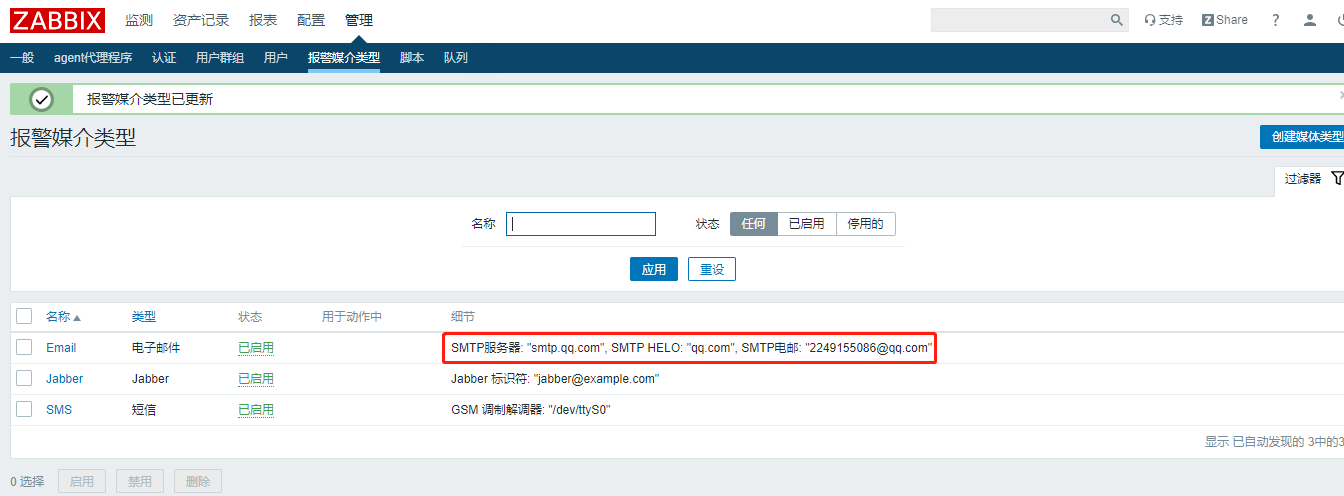 ZABBIX 监测 资产记录 报表 配置 管理 支持 Z Share ?
一般 agent代理程序 认证 用户群组 用户 报警媒介类型 脚本 队列
报警媒介类型已更新
报警媒介类型 创建媒体类型
过滤器
名称 状态 任何 已启用 停用的
应用 重设
名称 类型 状态 用于动作中 细节
Email 电子邮件 已启用 SMTP服务器: "smtp.qq.com", SMTP HELO: "qq.com", SMTP电邮: "2249155086@qq.com"
Jabber Jabber 已启用 Jabber 标识符: "jabber@example.com"
SMS 短信 已启用 GSM 调制解调器: "/dev/ttyS0"
显示 已自动发现的 3中的3
0 选择 启用 禁用 删除